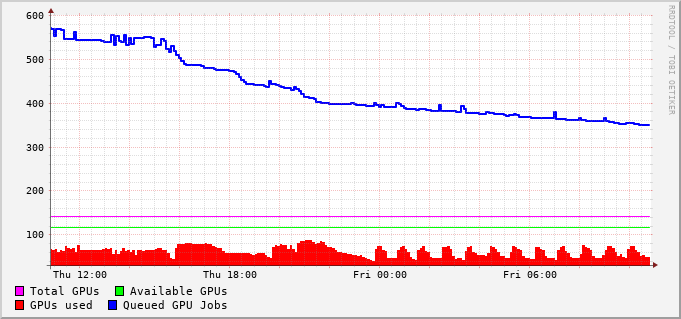 600
500
400
300
200
100
Thu 12:00 Thu 18:00 Fri 00:00 Fri 06:00
Total GPUs Available GPUs
GPUs used Queued GPU Jobs
RRDTOOL / TOBI OETIKER